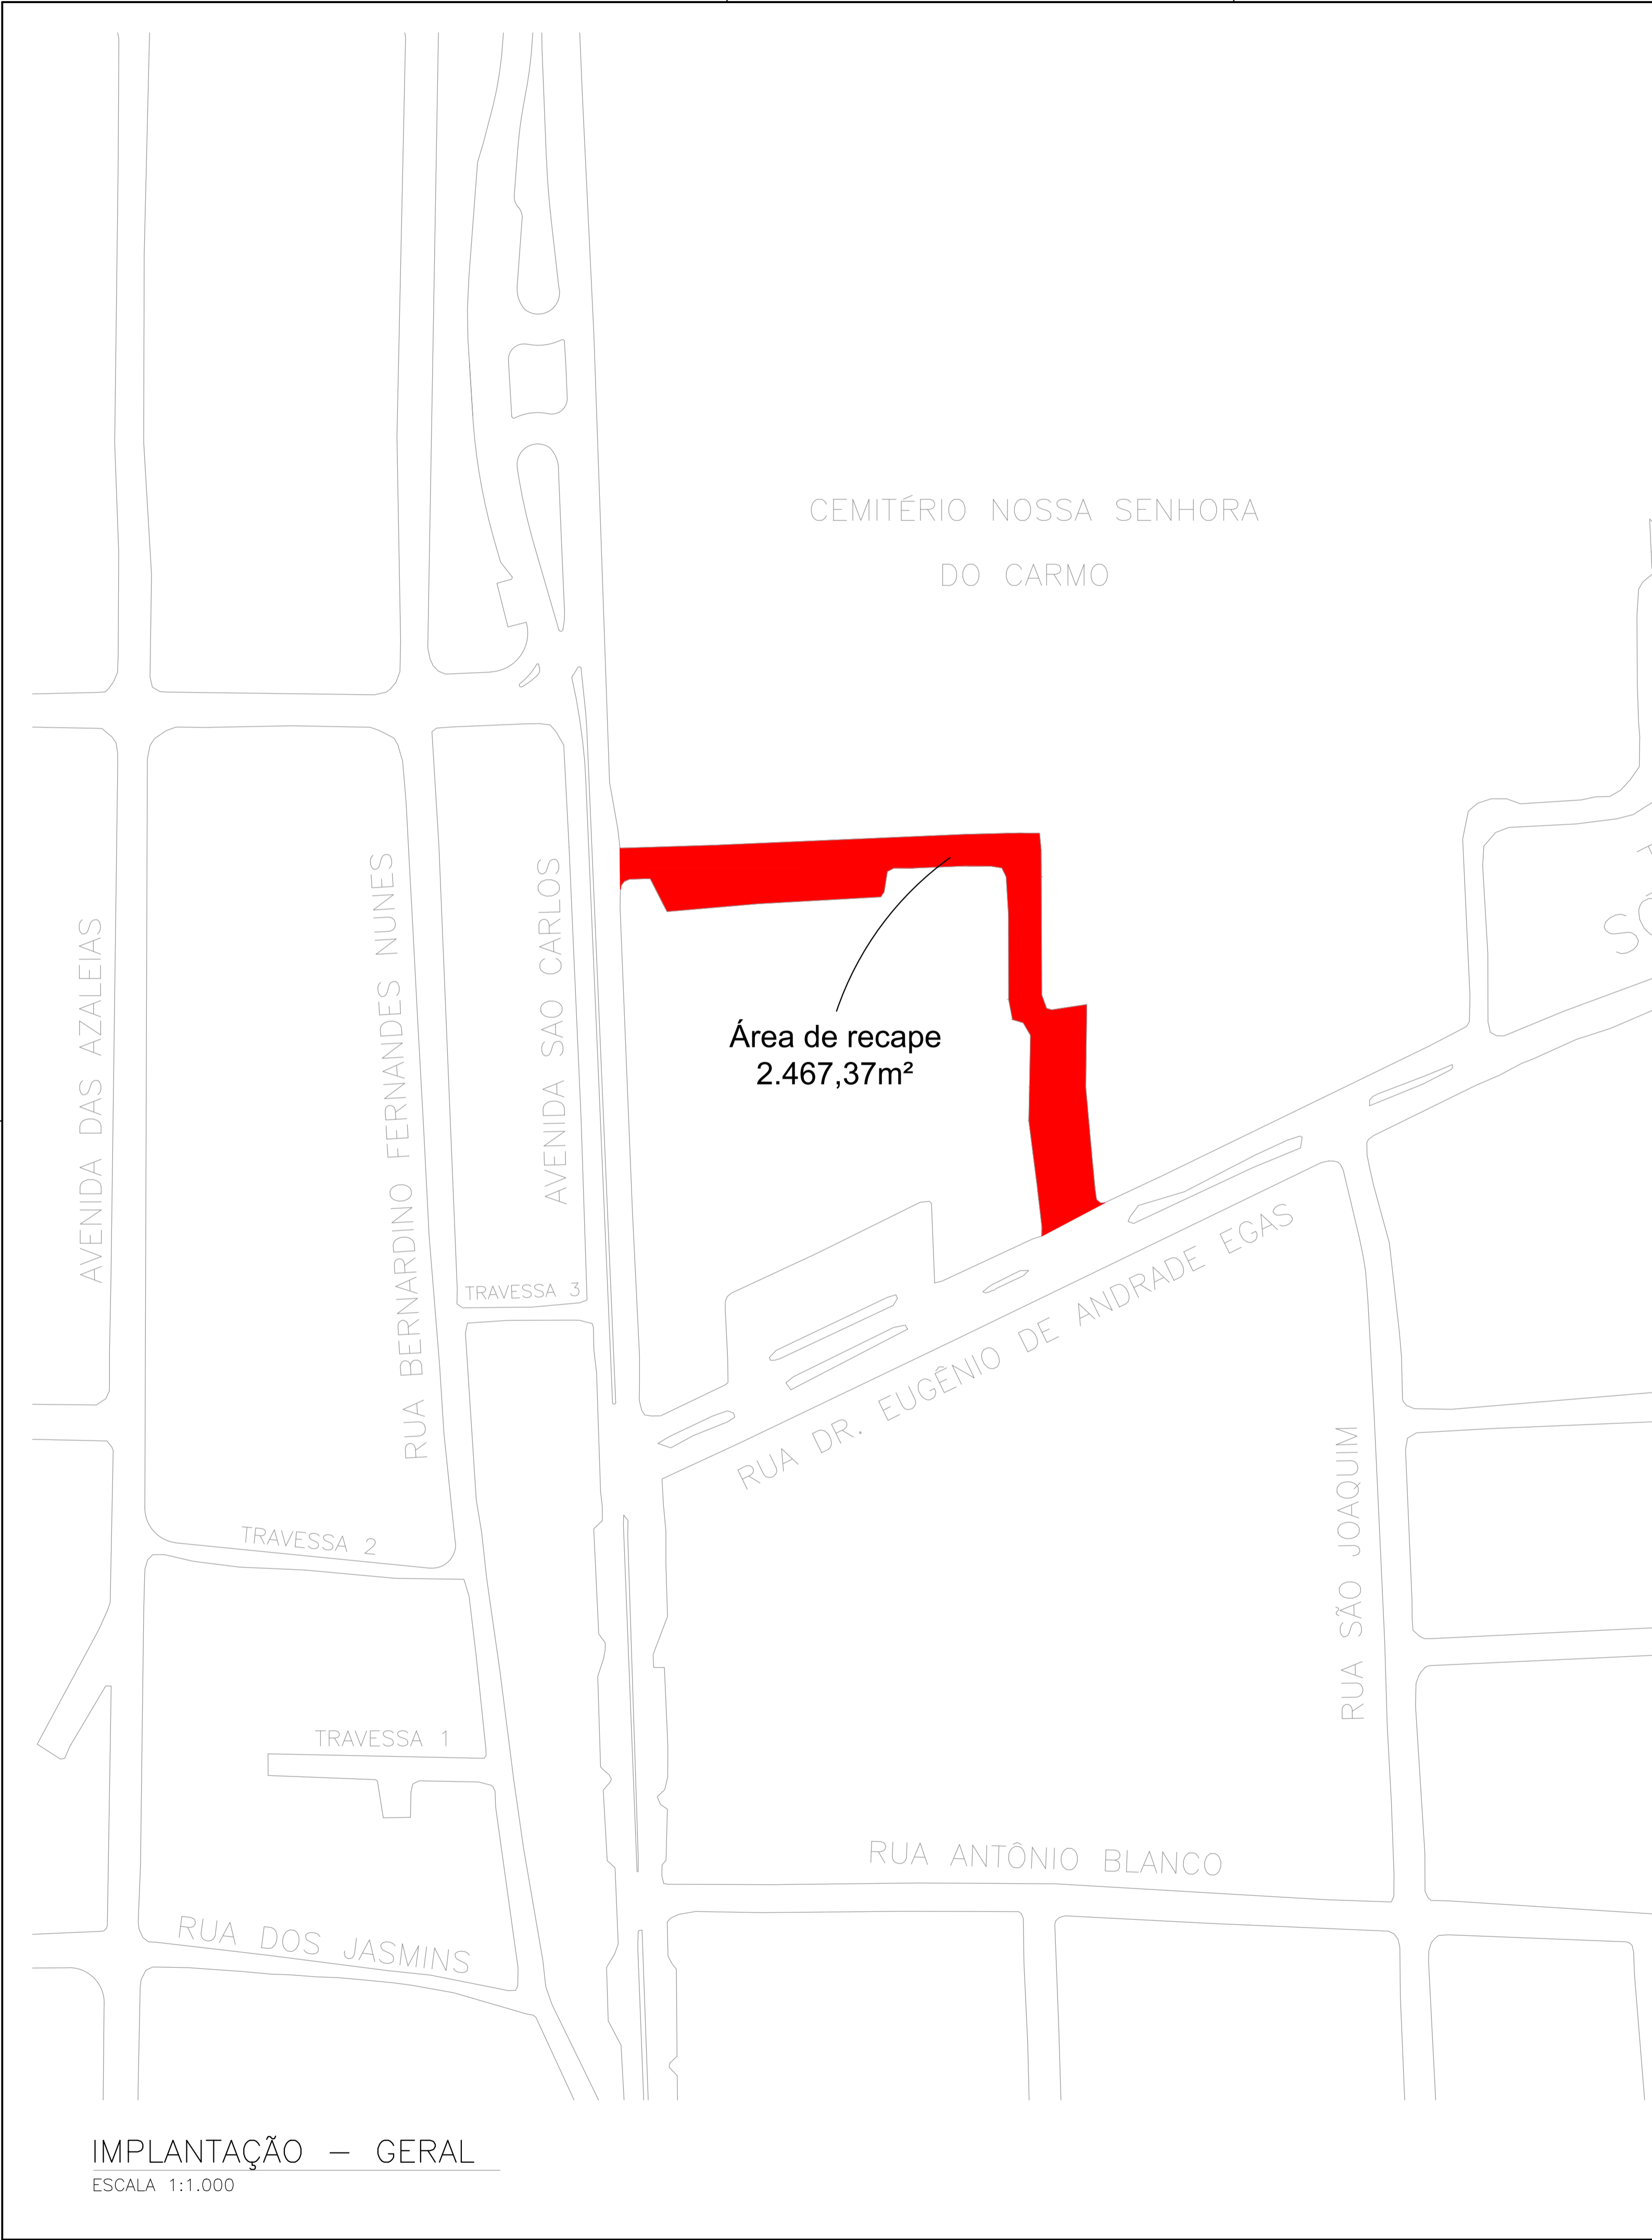 CEMITÉRIO NOSSA SENHORA
DO CARMO
AVENIDA DAS AZALEIAS
RUA BERNARDINO FERNANDES NUNES
AVENIDA SAO CARLOS
Área de recape
2.467,37m²
TRAVESSA 3
RUA DR. EUGÊNIO DE ANDRADE EGAS
RUA SÃO JOAQUIM
TRAVESSA 2
TRAVESSA 1
RUA ANTÔNIO BLANCO
RUA DOS JASMINS
IMPLANTAÇÃO – GERAL
ESCALA 1:1.000